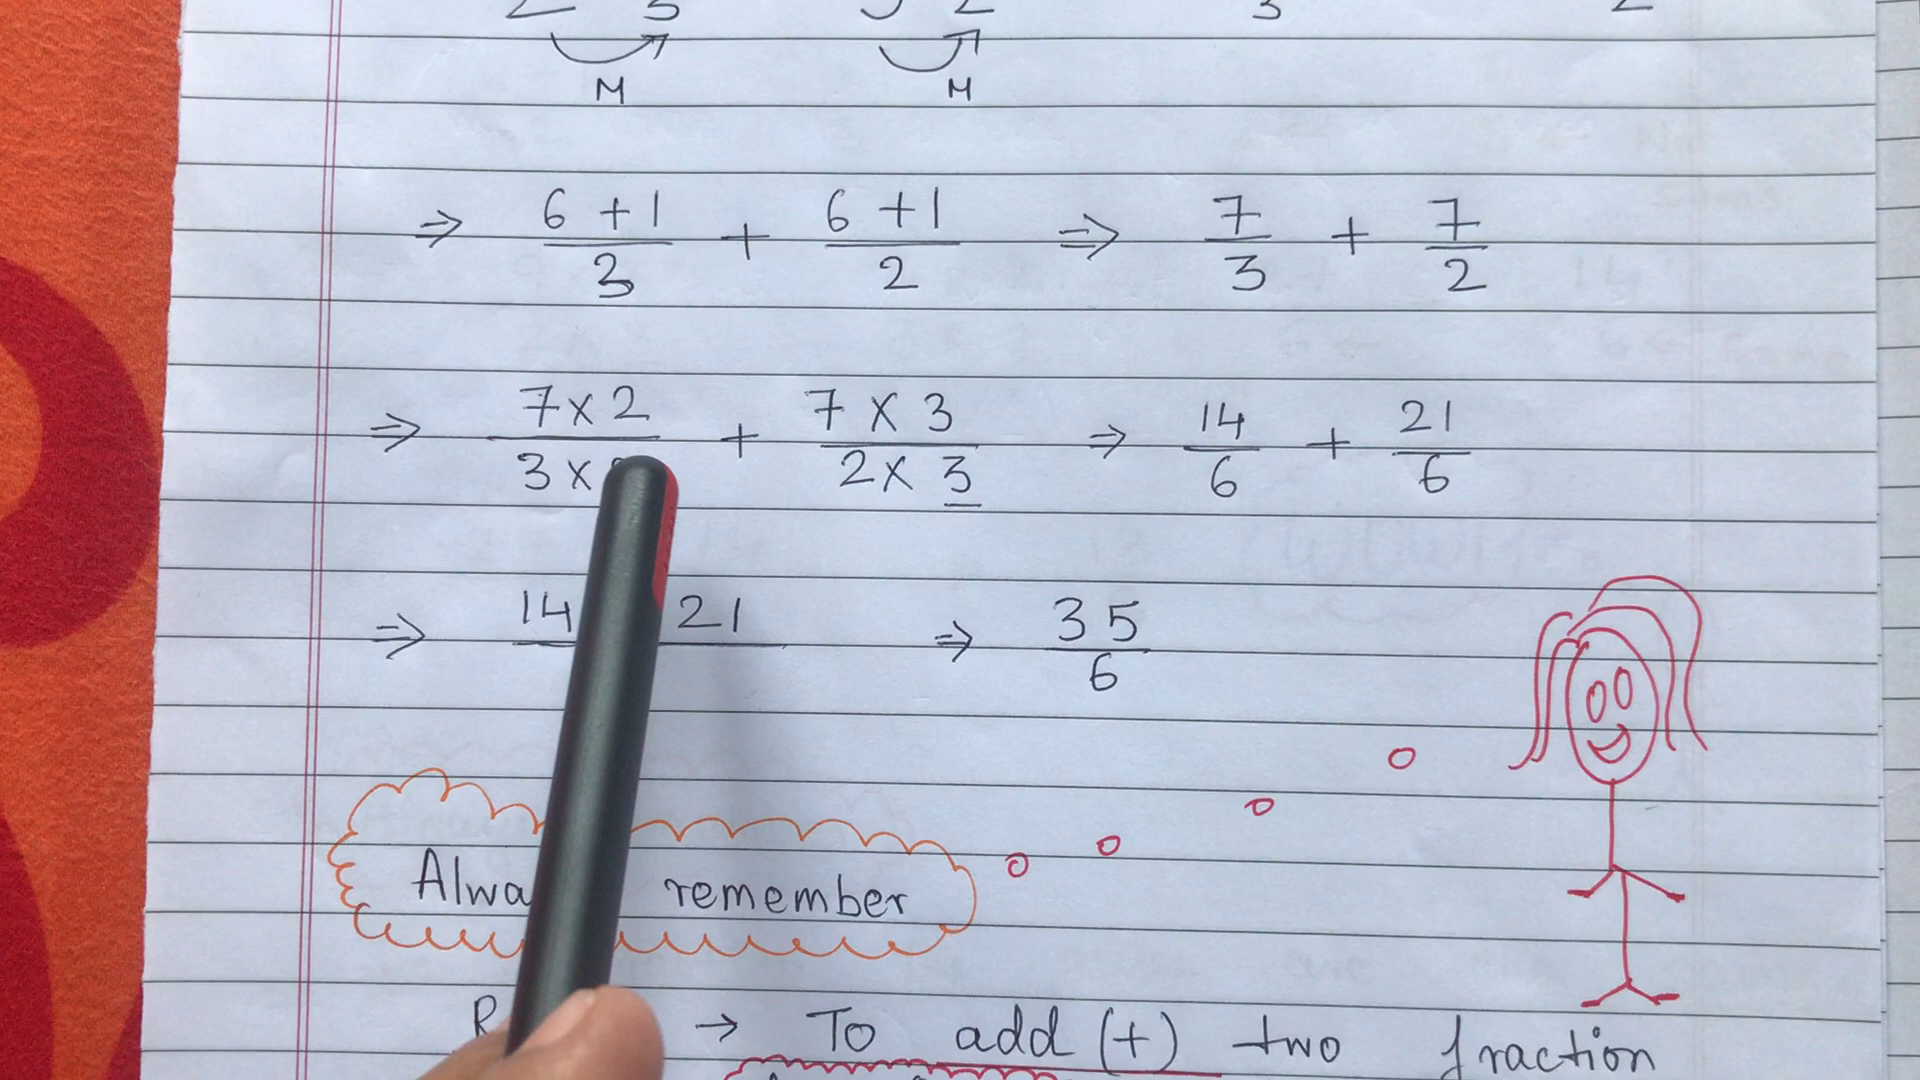 M M
⇒ 6 + 1 / 3 + 6 + 1 / 2 ⇒ 7/3 + 7/2
⇒ 7 x 2 / 3 x + 7 x 3 / 2 x 3 ⇒ 14/6 + 21/6
⇒ 14 21 ⇒ 35/6
remember
→ To add (+) two fraction